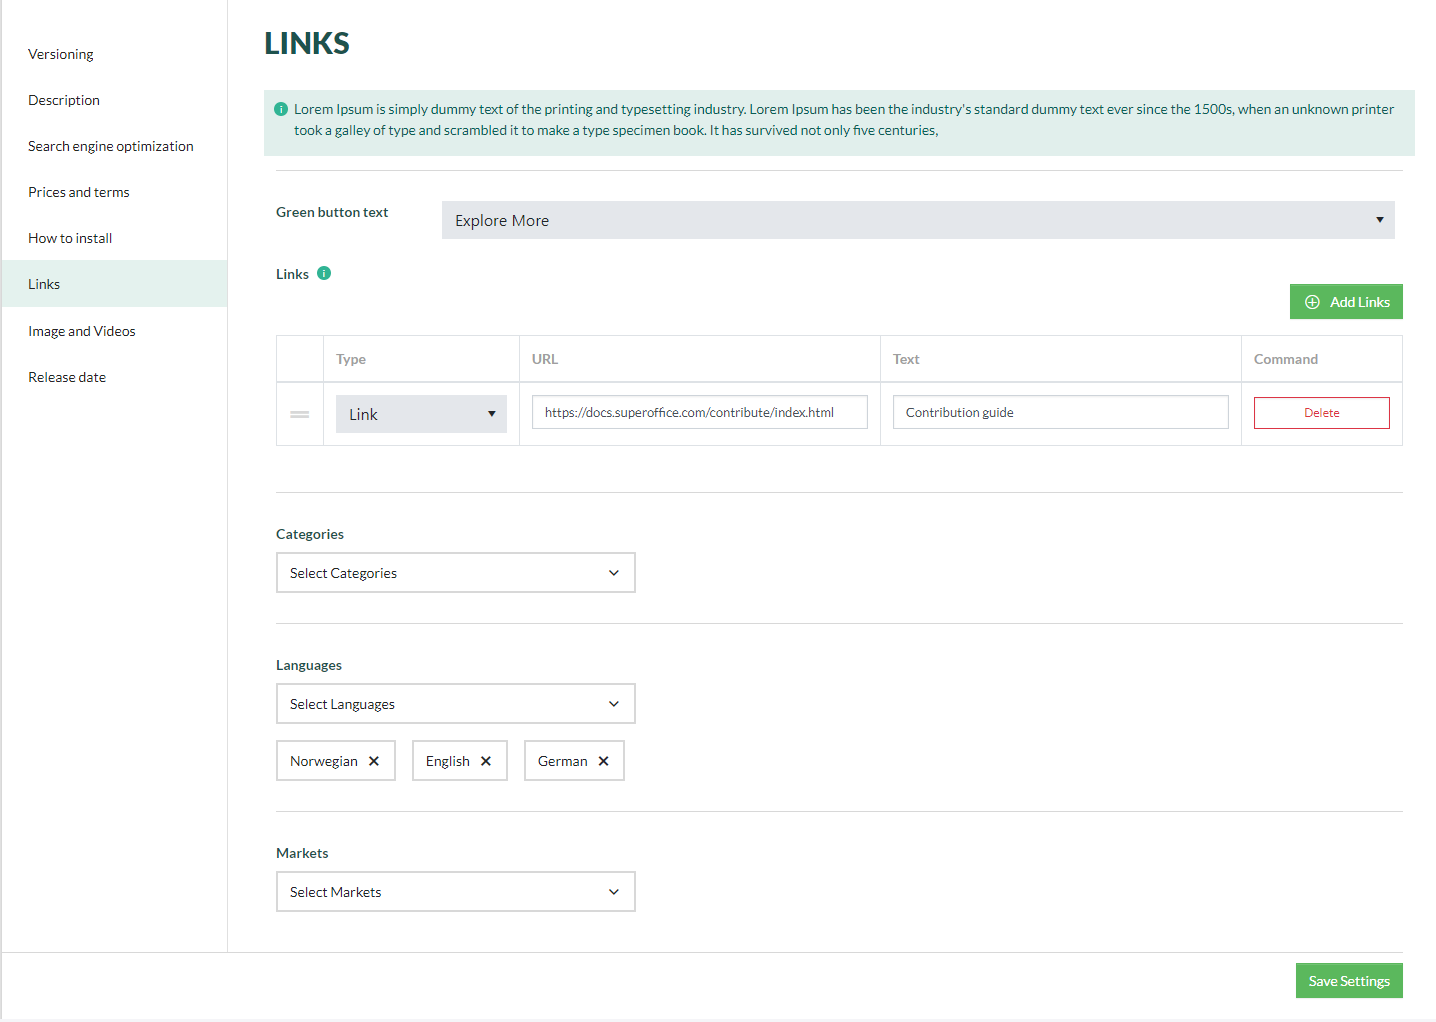 Versioning
Description
Search engine optimization
Prices and terms
How to install
Links
Image and Videos
Release date
LINKS
Lorem Ipsum is simply dummy text of the printing and typesetting industry. Lorem Ipsum has been the industry's standard dummy text ever since the 1500s, when an unknown printer
took a galley of type and scrambled it to make a type specimen book. It has survived not only five centuries,
Green button text
Explore More
Links
Add Links
Type URL Text Command
Link https://docs.superoffice.com/contribute/index.html Contribution guide Delete
Categories
Select Categories
Languages
Select Languages
Norwegian English German
Markets
Select Markets
Save Settings